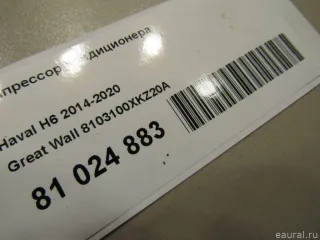 мпрессор кондиционера
Haval H6 2014-2020
Great Wall 8103100XKZ20A
81 024 883
eaural.ru